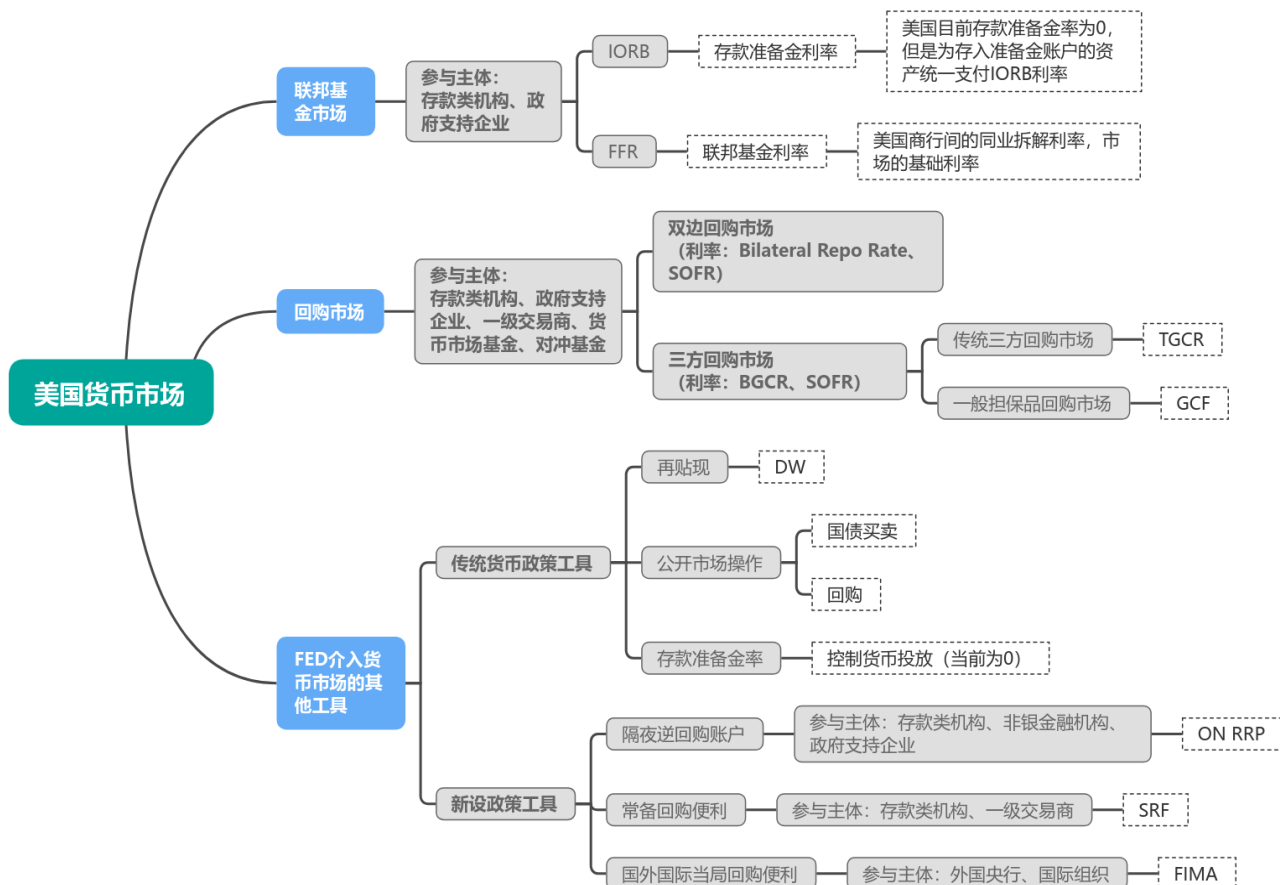 美国货币市场
联邦基
金市场
参与主体：
存款类机构、政
府支持企业
IORB
存款准备金利率
美国目前存款准备金率为0，
但是为存入准备金账户的资
产统一支付IORB利率
FFR
联邦基金利率
美国商行间的同业拆解利率，市
场的基础利率
回购市场
参与主体：
存款类机构、政府支持
企业、一级交易商、货
币市场基金、对冲基金
双边回购市场
（利率：Bilateral Repo Rate、
SOFR）
三方回购市场
（利率：BGCR、SOFR）
传统三方回购市场
TGCR
一般担保品回购市场
GCF
FED介入货
币市场的其
他工具
传统货币政策工具
再贴现
DW
公开市场操作
国债买卖
回购
存款准备金率
控制货币投放（当前为0）
新设政策工具
隔夜逆回购账户
参与主体：存款类机构、非银金融机构、
政府支持企业
ON RRP
常备回购便利
参与主体：存款类机构、一级交易商
SRF
国外国际当局回购便利
参与主体：外国央行、国际组织
FIMA